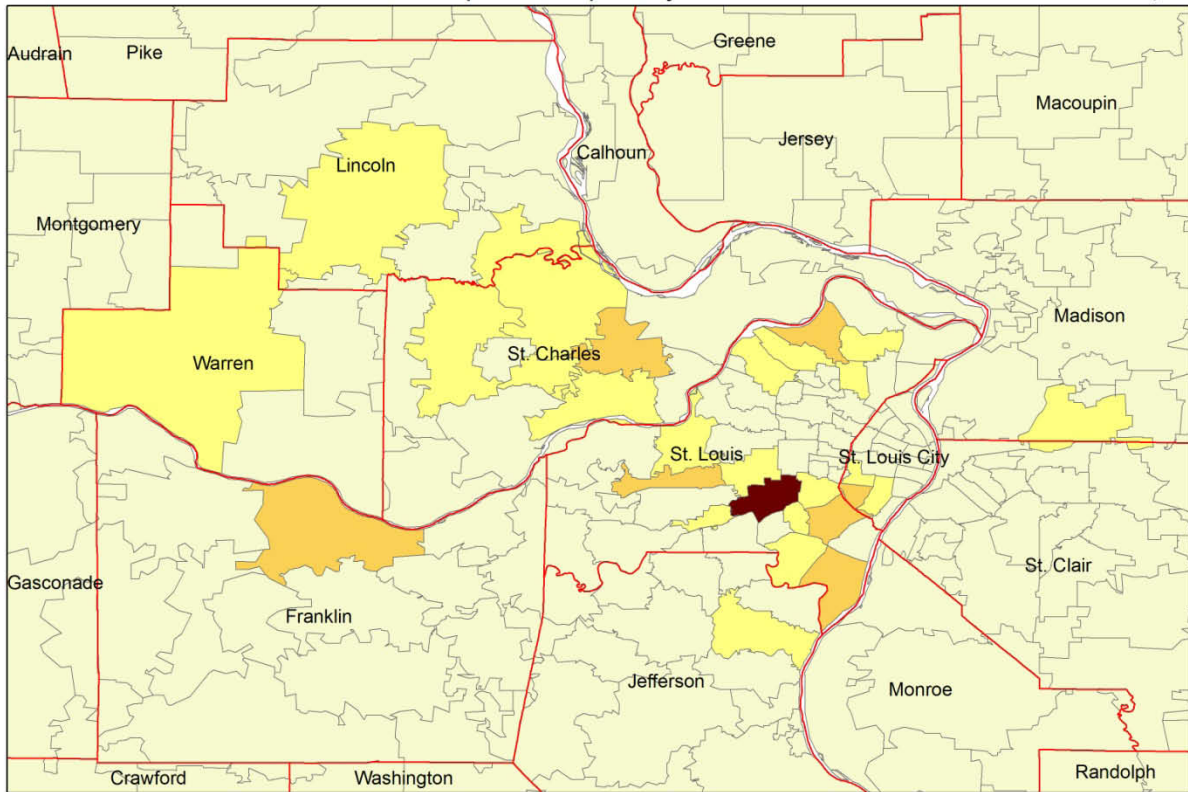 Greene
Audrain
Pike
Macoupin
Jersey
Calhoun
Lincoln
Montgomery
Madison
St. Charles
Warren
St. Louis
St. Louis City
St. Clair
Gasconade
Franklin
Jefferson
Monroe
Crawford
Washington
Randolph